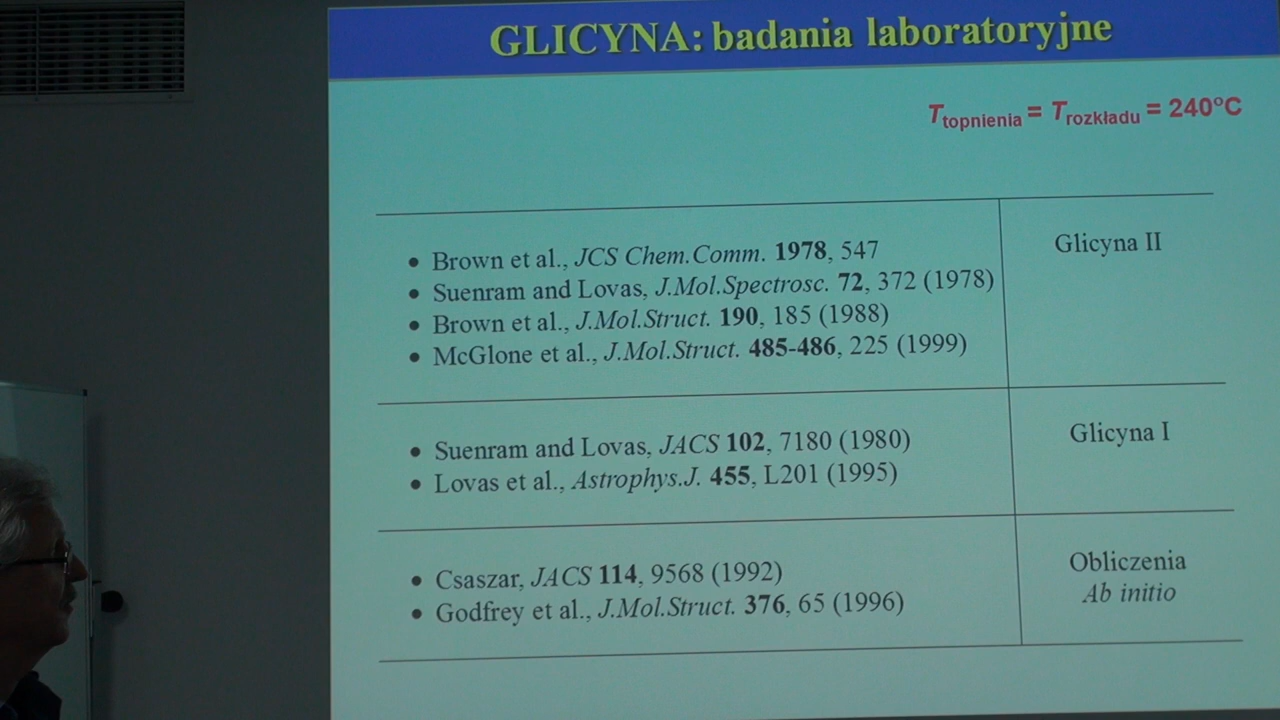 GLICYNA: badania laboratoryjne
Ttopnienia = Trozkładu = 240°C
• Brown et al., JCS Chem.Comm. 1978, 547
• Suenram and Lovas, J.Mol.Spectrosc. 72, 372 (1978)
• Brown et al., J.Mol.Struct. 190, 185 (1988)
• McGlone et al., J.Mol.Struct. 485-486, 225 (1999)
Glicyna II
• Suenram and Lovas, JACS 102, 7180 (1980)
• Lovas et al., Astrophys.J. 455, L201 (1995)
Glicyna I
• Csaszar, JACS 114, 9568 (1992)
• Godfrey et al., J.Mol.Struct. 376, 65 (1996)
Obliczenia
Ab initio